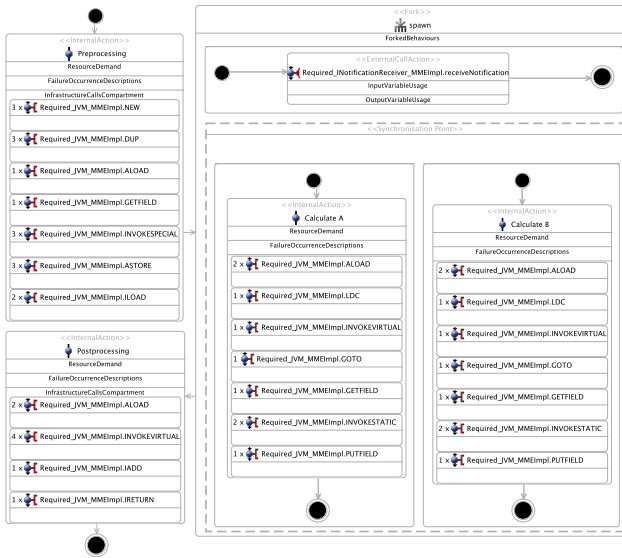 <<InternalAction>>
Preprocessing
ResourceDemand
FailureOccurrenceDescriptions
InfrastructureCallsCompartment
3 x Required_JVM_MMEImpl.NEW
3 x Required_JVM_MMEImpl.DUP
1 x Required_JVM_MMEImpl.ALOAD
1 x Required_JVM_MMEImpl.GETFIELD
3 x Required_JVM_MMEImpl.INVOKESPECIAL
3 x Required_JVM_MMEImpl.ASTORE
2 x Required_JVM_MMEImpl.ILOAD
<<InternalAction>>
Postprocessing
ResourceDemand
FailureOccurrenceDescriptions
InfrastructureCallsCompartment
2 x Required_JVM_MMEImpl.ALOAD
4 x Required_JVM_MMEImpl.INVOKEVIRTUAL
1 x Required_JVM_MMEImpl.IADD
1 x Required_JVM_MMEImpl.IRETURN
<<Fork>>
spawn
ForkedBehaviours
<<ExternalCallAction>>
Required_INotificationReceiver_MMEImpl.receiveNotification
InputVariableUsage
OutputVariableUsage
<<Synchronisation Point>>
<<InternalAction>>
Calculate A
ResourceDemand
FailureOccurrenceDescriptions
2 x Required_JVM_MMEImpl.ALOAD
1 x Required_JVM_MMEImpl.LDC
1 x Required_JVM_MMEImpl.INVOKEVIRTUAL
1 Required_JVM_MMEImpl.GOTO
1 x Required_JVM_MMEImpl.GETFIELD
2 x Required_JVM_MMEImpl.INVOKESTATIC
1 x Required_JVM_MMEImpl.PUTFIELD
<<InternalAction>>
Calculate B
ResourceDemand
FailureOccurrenceDescriptions
2 x Required_JVM_MMEImpl.ALOAD
1 x Required_JVM_MMEImpl.LDC
1 x Required_JVM_MMEImpl.INVOKEVIRTUAL
1 x Required_JVM_MMEImpl.GOTO
1 x Required_JVM_MMEImpl.GETFIELD
2 x Required_JVM_MMEImpl.INVOKESTATIC
1 x Required_JVM_MMEImpl.PUTFIELD